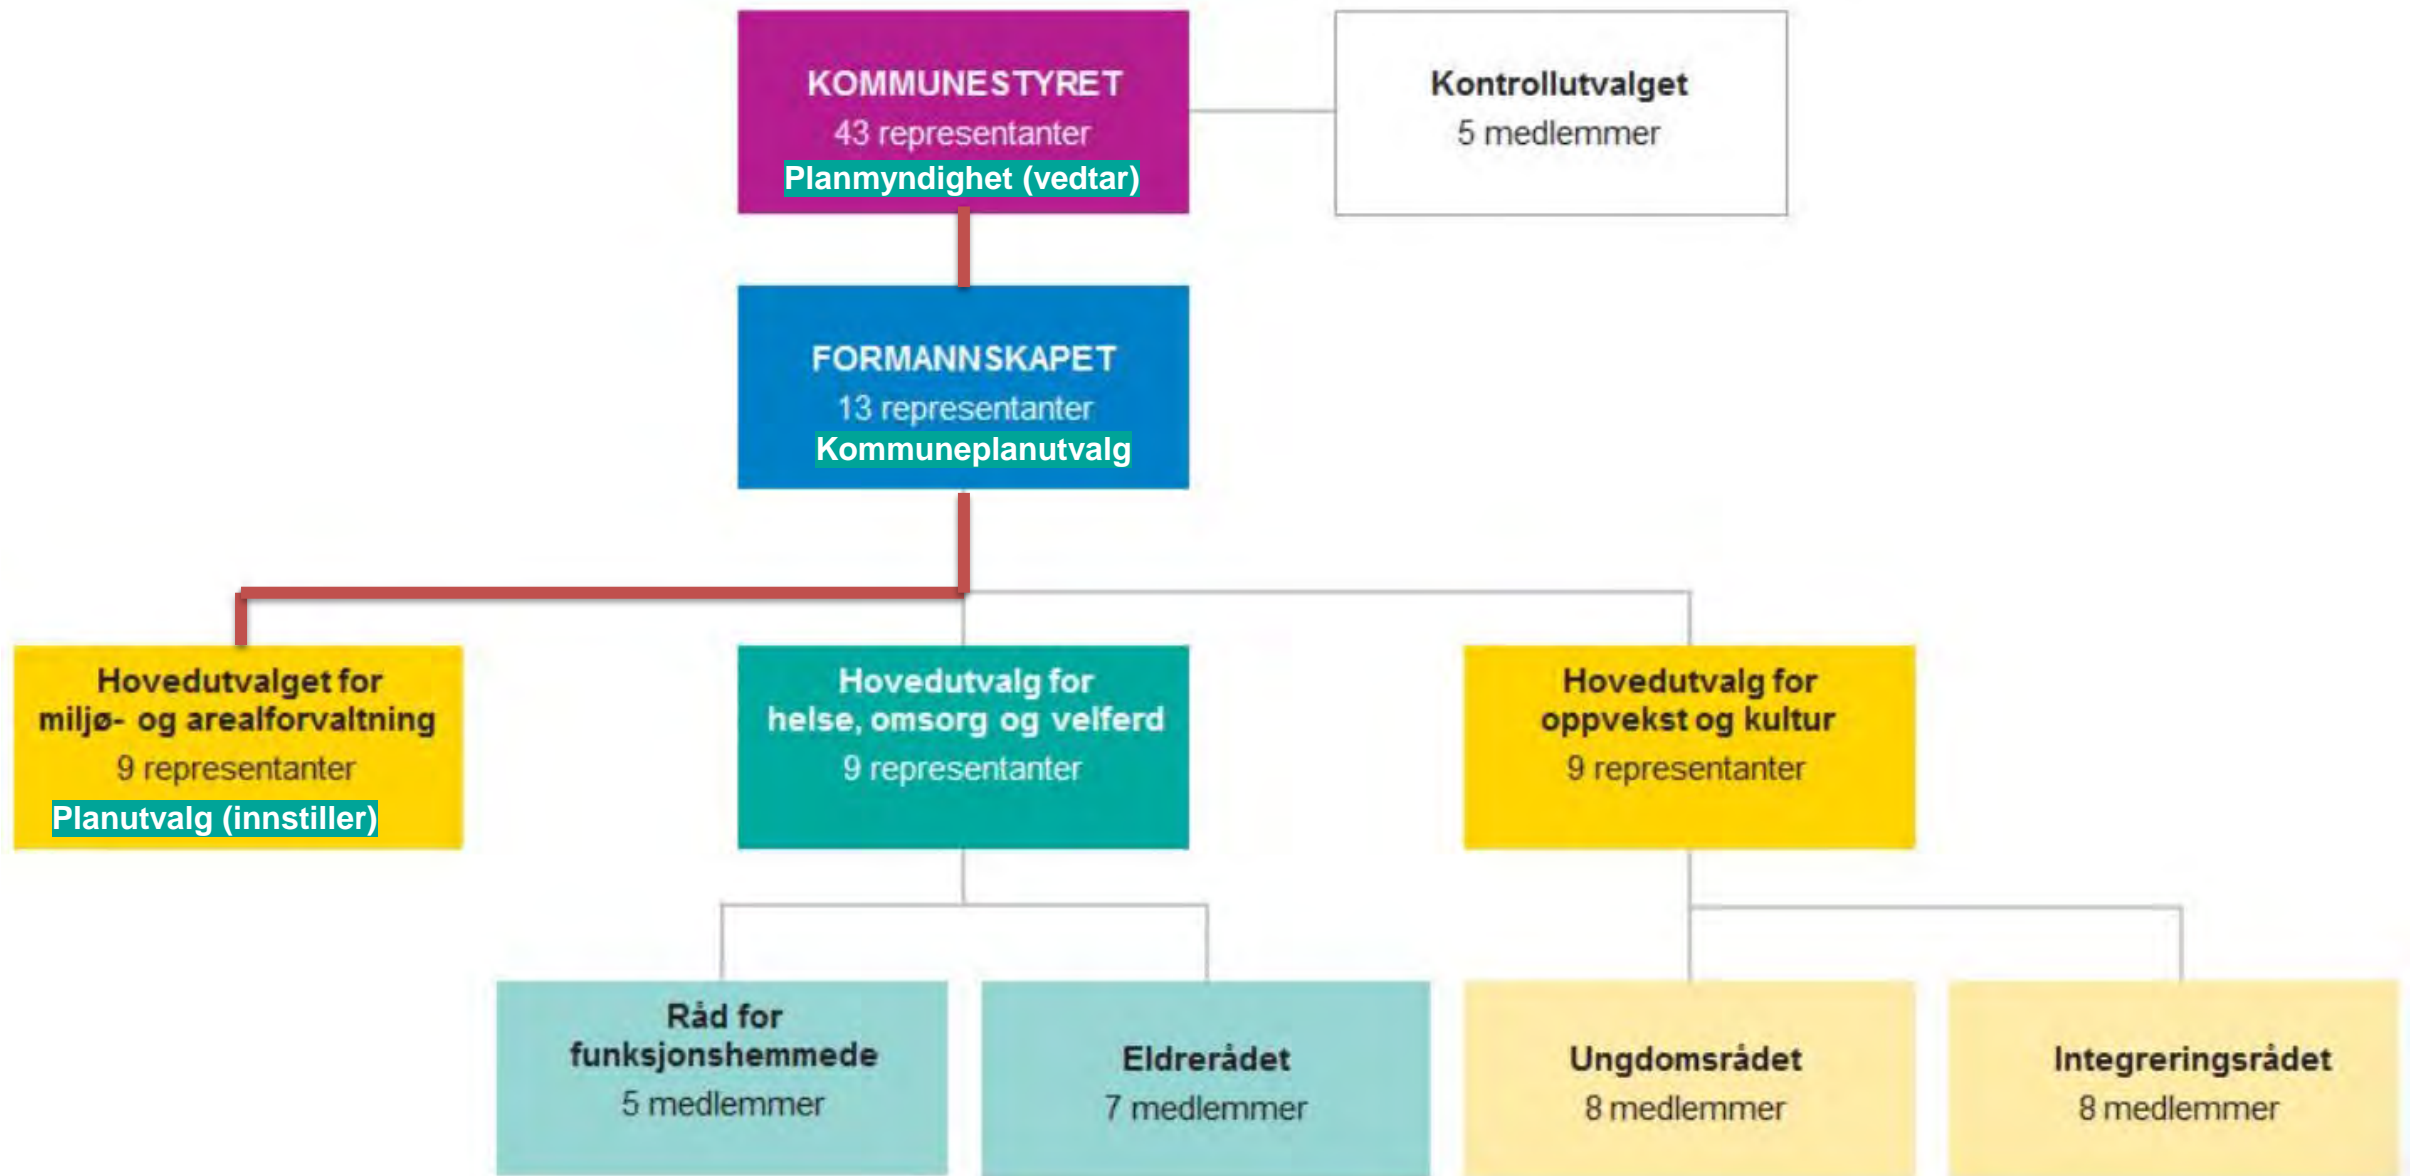 KOMMUNESTYRET
43 representanter
Planmyndighet (vedtar)
Kontrollutvalget
5 medlemmer
FORMANNSKAPET
13 representanter
Kommuneplanutvalg
Hovedutvalget for
miljø- og arealforvaltning
9 representanter
Planutvalg (innstiller)
Hovedutvalg for
helse, omsorg og velferd
9 representanter
Hovedutvalg for
oppvekst og kultur
9 representanter
Råd for
funksjonshemmede
5 medlemmer
Eldrerådet
7 medlemmer
Ungdomsrådet
8 medlemmer
Integreringsrådet
8 medlemmer